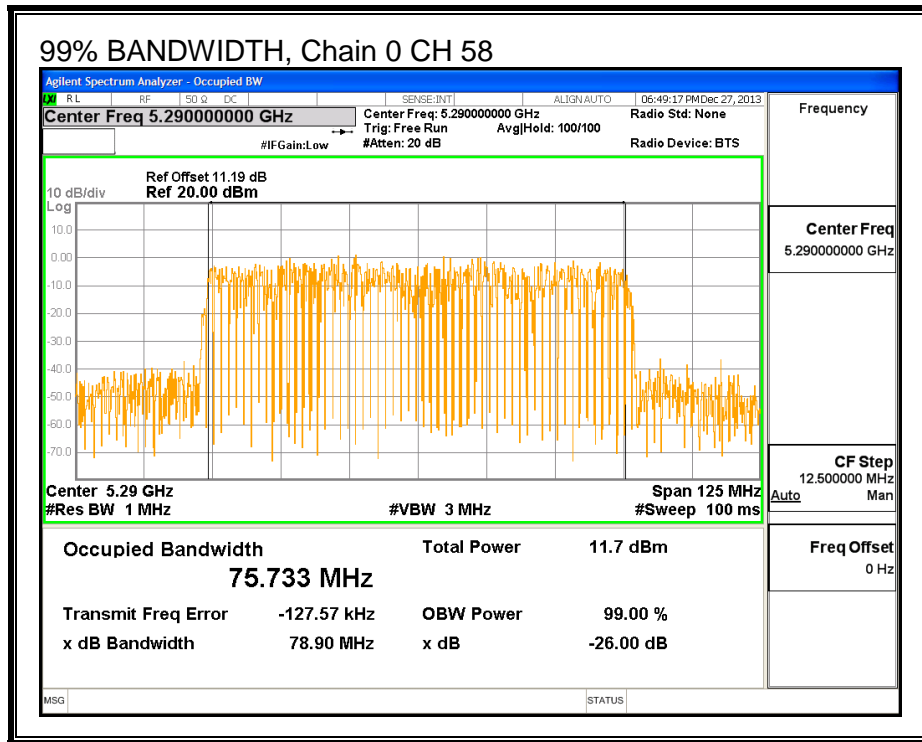 99% BANDWIDTH, Chain 0 CH 58
Agilent Spectrum Analyzer - Occupied BW
LXI RL RF 50 Ω DC SENSE:INT ALIGNAUTO 06:49:17 PM Dec 27, 2013
Center Freq 5.290000000 GHz
Center Freq: 5.290000000 GHz Radio Std: None
Trig: Free Run Avg|Hold: 100/100
#IFGain:Low #Atten: 20 dB Radio Device: BTS
Frequency
Ref Offset 11.19 dB
10 dB/div Ref 20.00 dBm
Log
10.0
0.00
-10.0
-20.0
-30.0
-40.0
-50.0
-60.0
-70.0
Center 5.29 GHz Span 125 MHz
#Res BW 1 MHz #VBW 3 MHz #Sweep 100 ms
Center Freq
5.290000000 GHz
CF Step
12.500000 MHz
Auto Man
Freq Offset
0 Hz
Occupied Bandwidth Total Power 11.7 dBm
75.733 MHz
Transmit Freq Error -127.57 kHz OBW Power 99.00 %
x dB Bandwidth 78.90 MHz x dB -26.00 dB
MSG STATUS